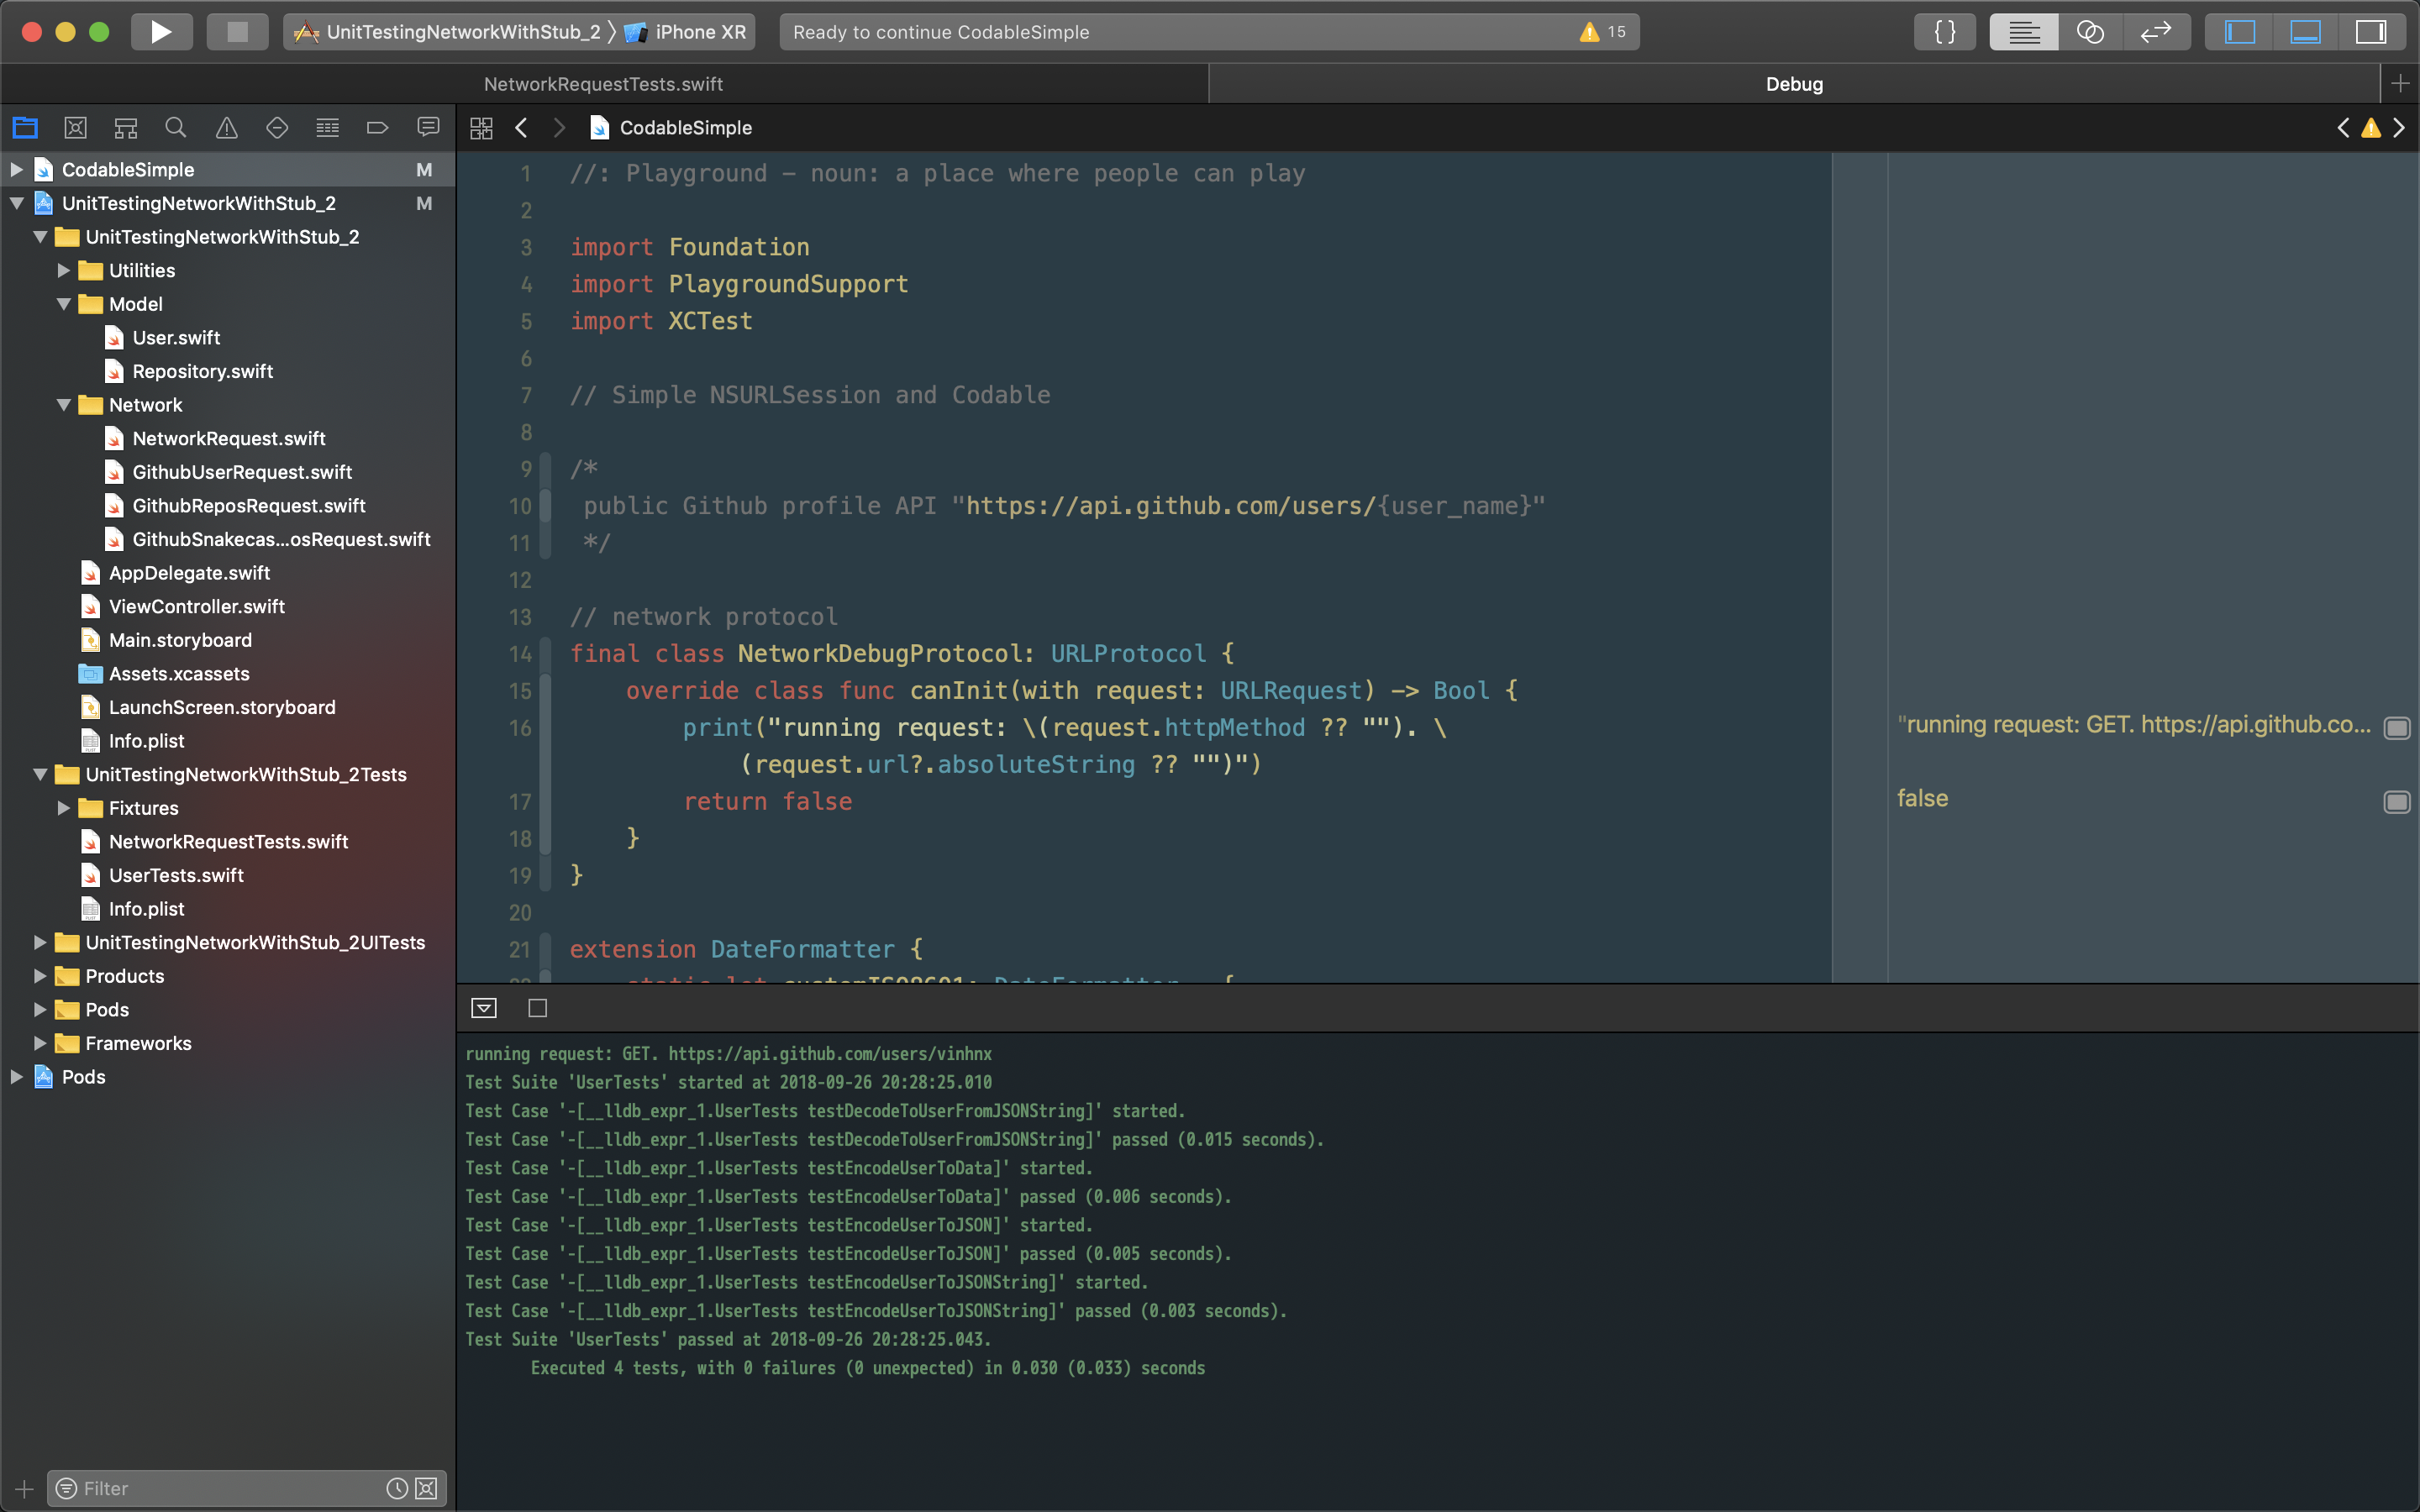 UnitTestingNetworkWithStub_2 〉 iPhone XR
Ready to continue CodableSimple
15
{}
NetworkRequestTests.swift
Debug
CodableSimple M
UnitTestingNetworkWithStub_2 M
UnitTestingNetworkWithStub_2
Utilities
Model
User.swift
Repository.swift
Network
NetworkRequest.swift
GithubUserRequest.swift
GithubReposRequest.swift
GithubSnakecas...osRequest.swift
AppDelegate.swift
ViewController.swift
Main.storyboard
Assets.xcassets
LaunchScreen.storyboard
Info.plist
UnitTestingNetworkWithStub_2Tests
Fixtures
NetworkRequestTests.swift
UserTests.swift
Info.plist
UnitTestingNetworkWithStub_2UITests
Products
Pods
Frameworks
Pods
Filter
CodableSimple
1 //: Playground - noun: a place where people can play
2
3 import Foundation
4 import PlaygroundSupport
5 import XCTest
6
7 // Simple NSURLSession and Codable
8
9 /*
10 public Github profile API "https://api.github.com/users/{user_name}"
11 */
12
13 // network protocol
14 final class NetworkDebugProtocol: URLProtocol {
15 override class func canInit(with request: URLRequest) -> Bool {
16 print("running request: \(request.httpMethod ?? ""). \
(request.url?.absoluteString ?? "")")
17 return false
18 }
19 }
20
21 extension DateFormatter {
22 static let customISO8601: DateFormatter {
"running request: GET. https://api.github.co...
false
running request: GET. https://api.github.com/users/vinhnx
Test Suite 'UserTests' started at 2018-09-26 20:28:25.010
Test Case '-[__lldb_expr_1.UserTests testDecodeToUserFromJSONString]' started.
Test Case '-[__lldb_expr_1.UserTests testDecodeToUserFromJSONString]' passed (0.015 seconds).
Test Case '-[__lldb_expr_1.UserTests testEncodeUserToData]' started.
Test Case '-[__lldb_expr_1.UserTests testEncodeUserToData]' passed (0.006 seconds).
Test Case '-[__lldb_expr_1.UserTests testEncodeUserToJSON]' started.
Test Case '-[__lldb_expr_1.UserTests testEncodeUserToJSON]' passed (0.005 seconds).
Test Case '-[__lldb_expr_1.UserTests testEncodeUserToJSONString]' started.
Test Case '-[__lldb_expr_1.UserTests testEncodeUserToJSONString]' passed (0.003 seconds).
Test Suite 'UserTests' passed at 2018-09-26 20:28:25.043.
Executed 4 tests, with 0 failures (0 unexpected) in 0.030 (0.033) seconds